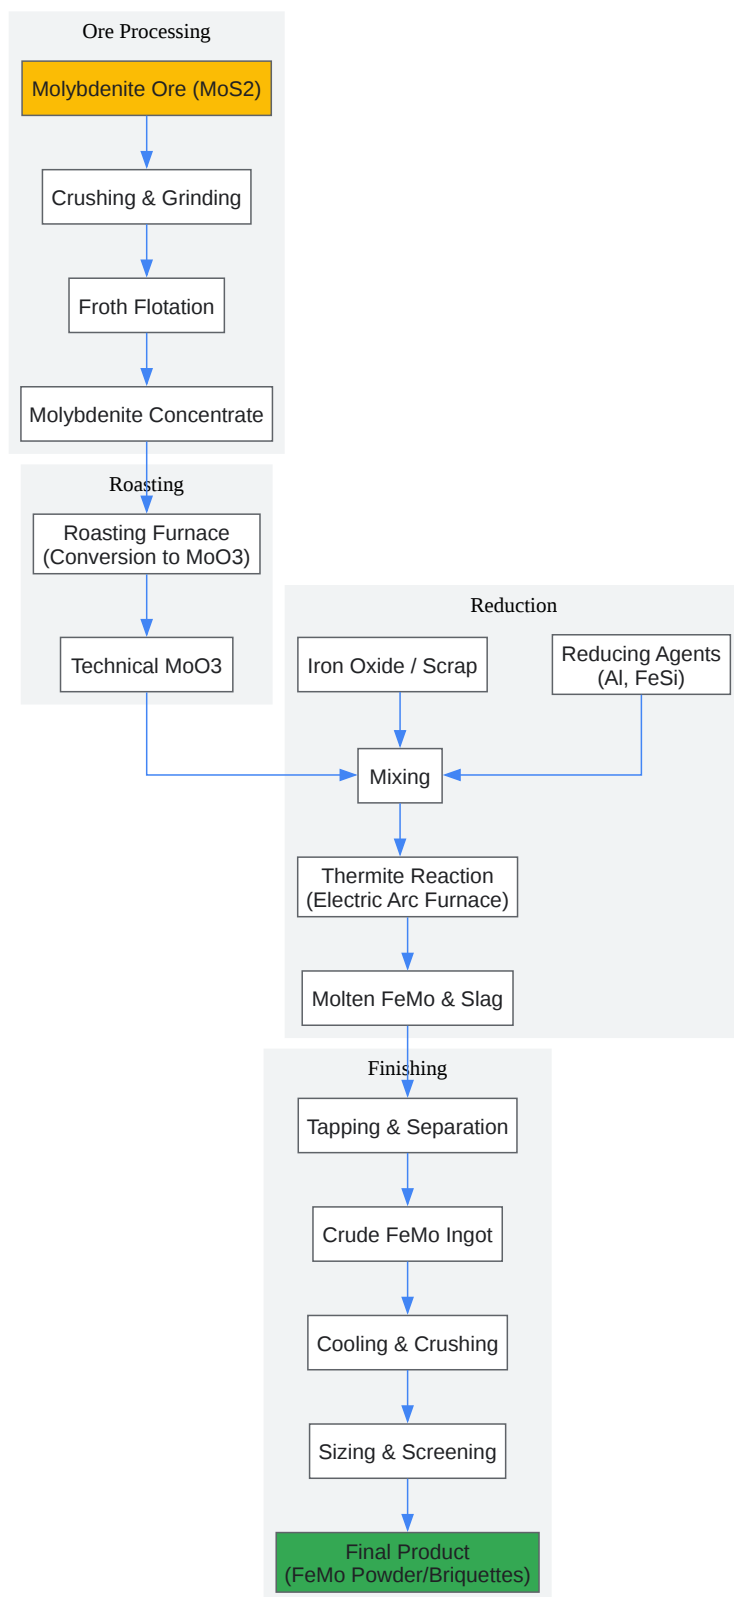 Ore Processing
Molybdenite Ore (MoS2)
Crushing & Grinding
Froth Flotation
Molybdenite Concentrate
Roasting
Roasting Furnace
(Conversion to MoO3)
Technical MoO3
Reduction
Iron Oxide / Scrap
Reducing Agents
(Al, FeSi)
Mixing
Thermite Reaction
(Electric Arc Furnace)
Molten FeMo & Slag
Finishing
Tapping & Separation
Crude FeMo Ingot
Cooling & Crushing
Sizing & Screening
Final Product
(FeMo Powder/Briquettes)